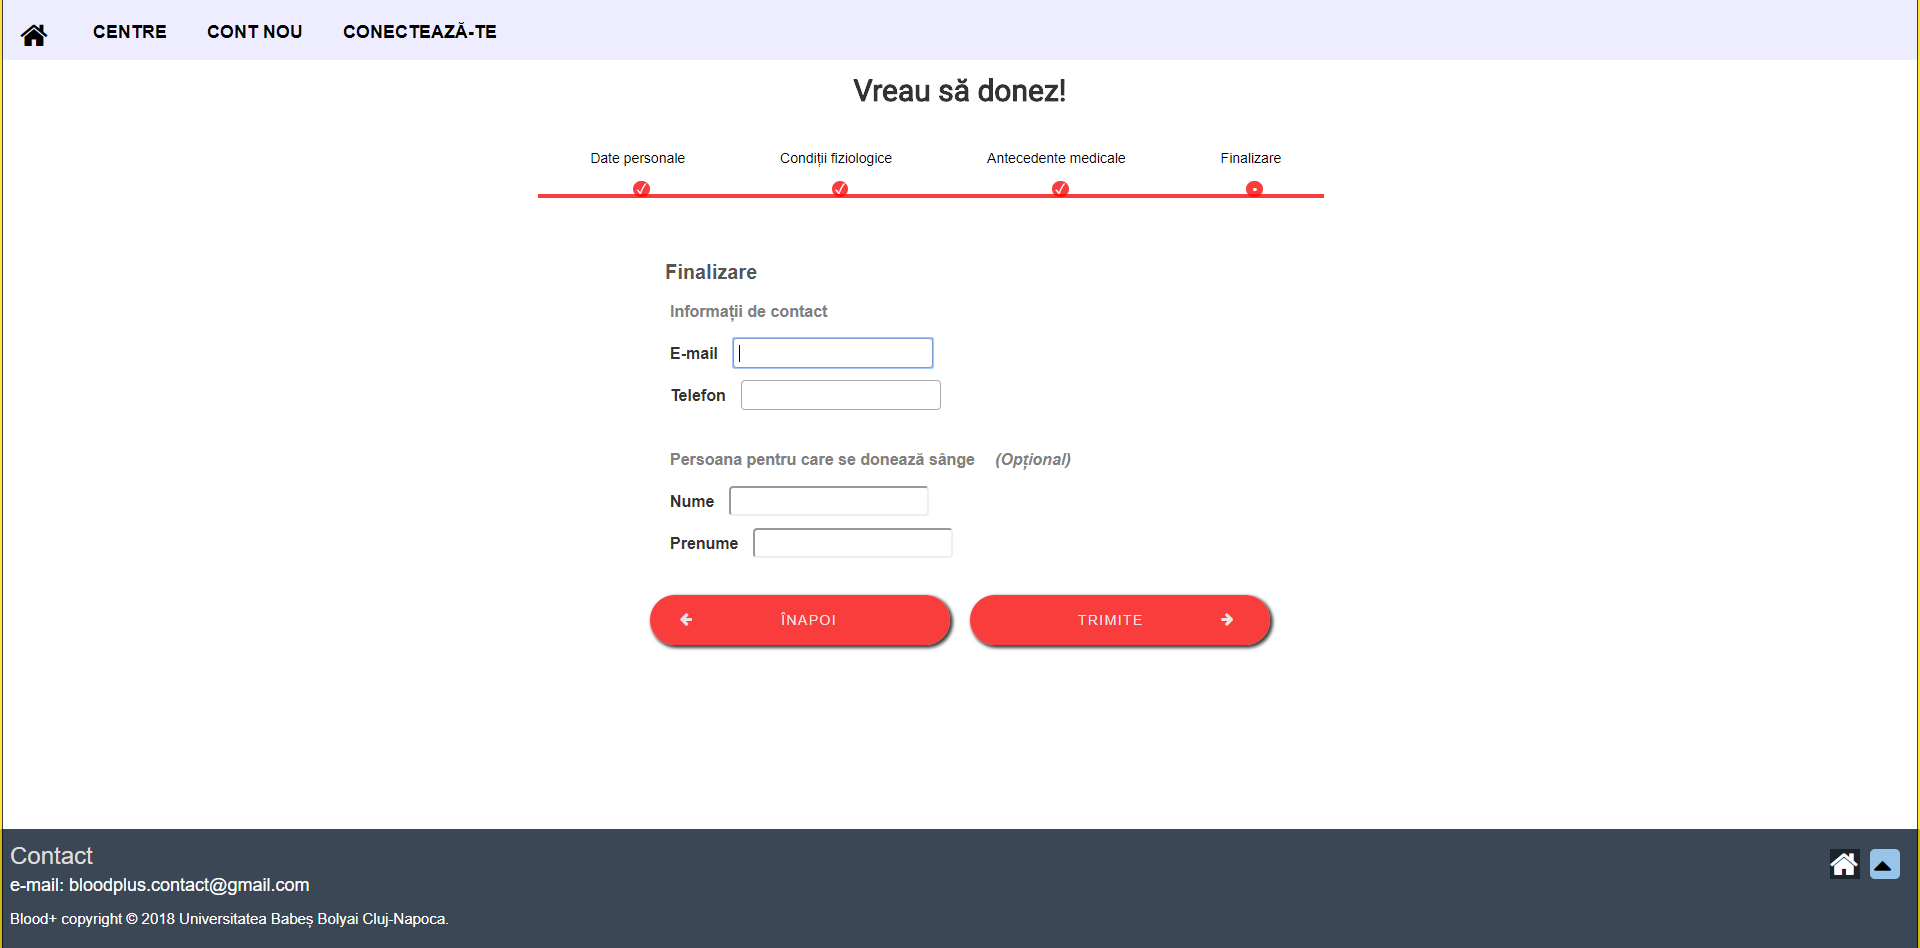 CENTRE CONT NOU CONECTEAZĂ-TE
Vreau să donez!
Date personale Condiții fiziologice Antecedente medicale Finalizare
Finalizare
Informații de contact
E-mail
Telefon
Persoana pentru care se donează sânge (Opțional)
Nume
Prenume
ÎNAPOI TRIMITE
Contact
e-mail: bloodplus.contact@gmail.com
Blood+ copyright © 2018 Universitatea Babeș Bolyai Cluj-Napoca.